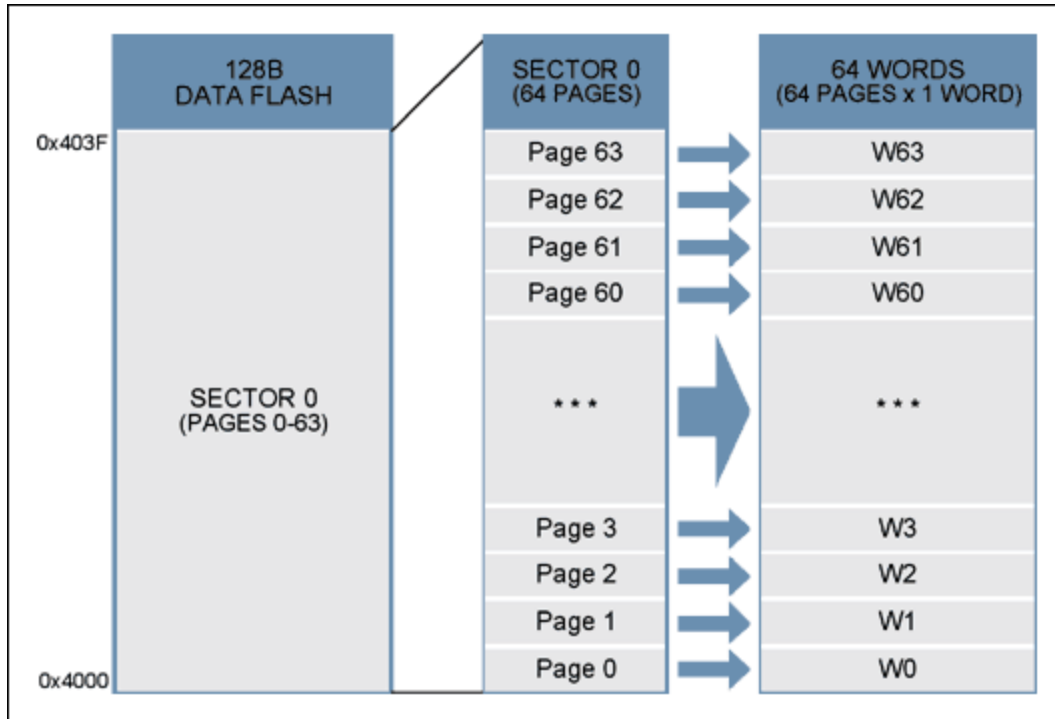 128B
DATA FLASH
0x403F
SECTOR 0
(PAGES 0-63)
0x4000
SECTOR 0
(64 PAGES)
Page 63
Page 62
Page 61
Page 60
* * *
Page 3
Page 2
Page 1
Page 0
64 WORDS
(64 PAGES x 1 WORD)
W63
W62
W61
W60
* * *
W3
W2
W1
W0